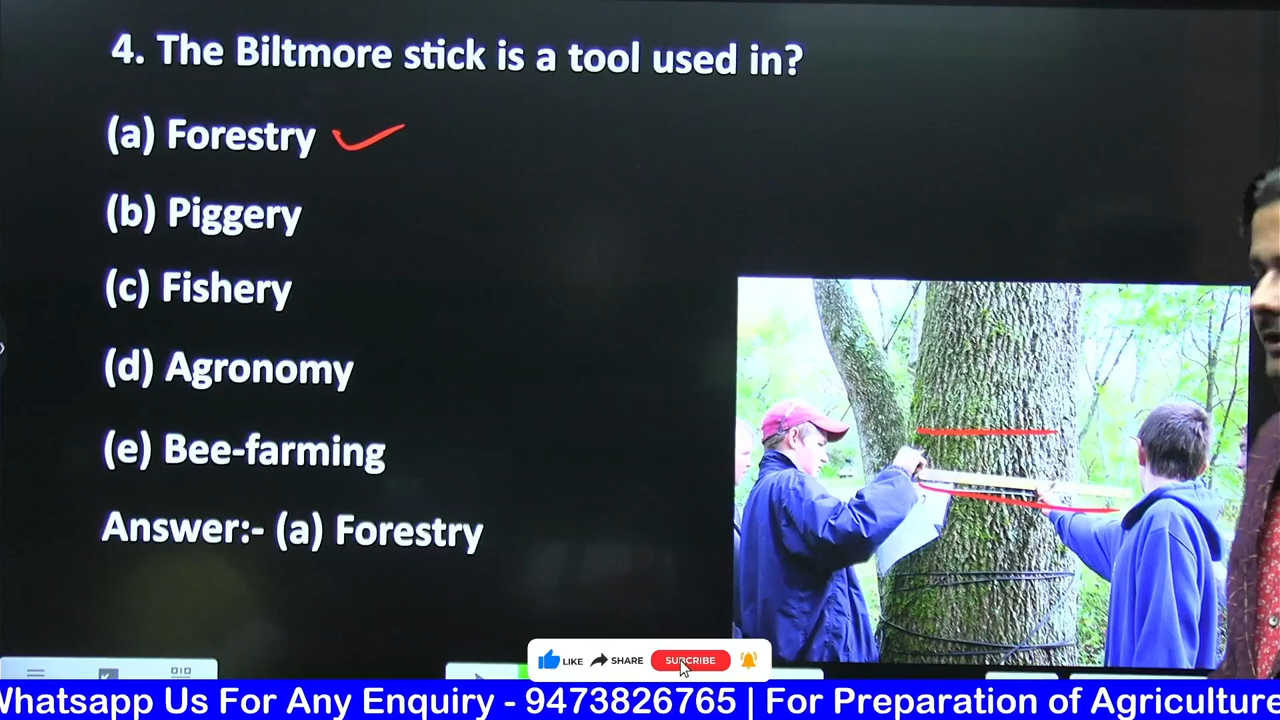 4. The Biltmore stick is a tool used in?
(a) Forestry
(b) Piggery
(c) Fishery
(d) Agronomy
(e) Bee-farming
Answer:- (a) Forestry
LIKE SHARE SUBSCRIBE
Whatsapp Us For Any Enquiry - 9473826765 | For Preparation of Agriculture